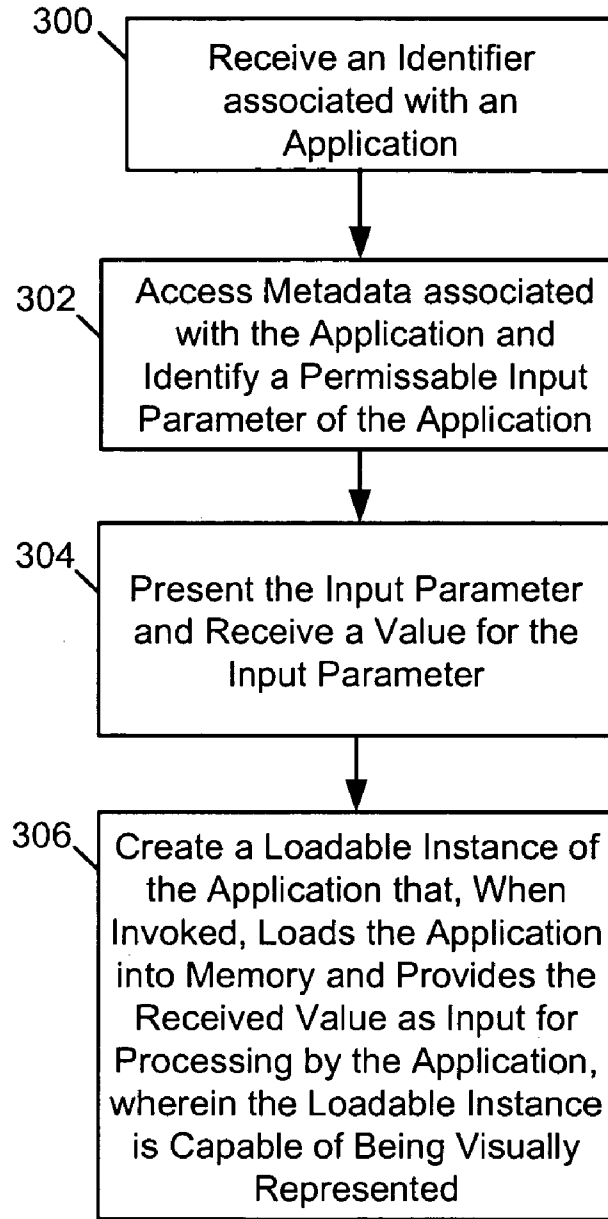 300
Receive an Identifier
associated with an
Application
302
Access Metadata associated
with the Application and
Identify a Permissable Input
Parameter of the Application
304
Present the Input Parameter
and Receive a Value for the
Input Parameter
306
Create a Loadable Instance of
the Application that, When
Invoked, Loads the Application
into Memory and Provides the
Received Value as Input for
Processing by the Application,
wherein the Loadable Instance
is Capable of Being Visually
Represented